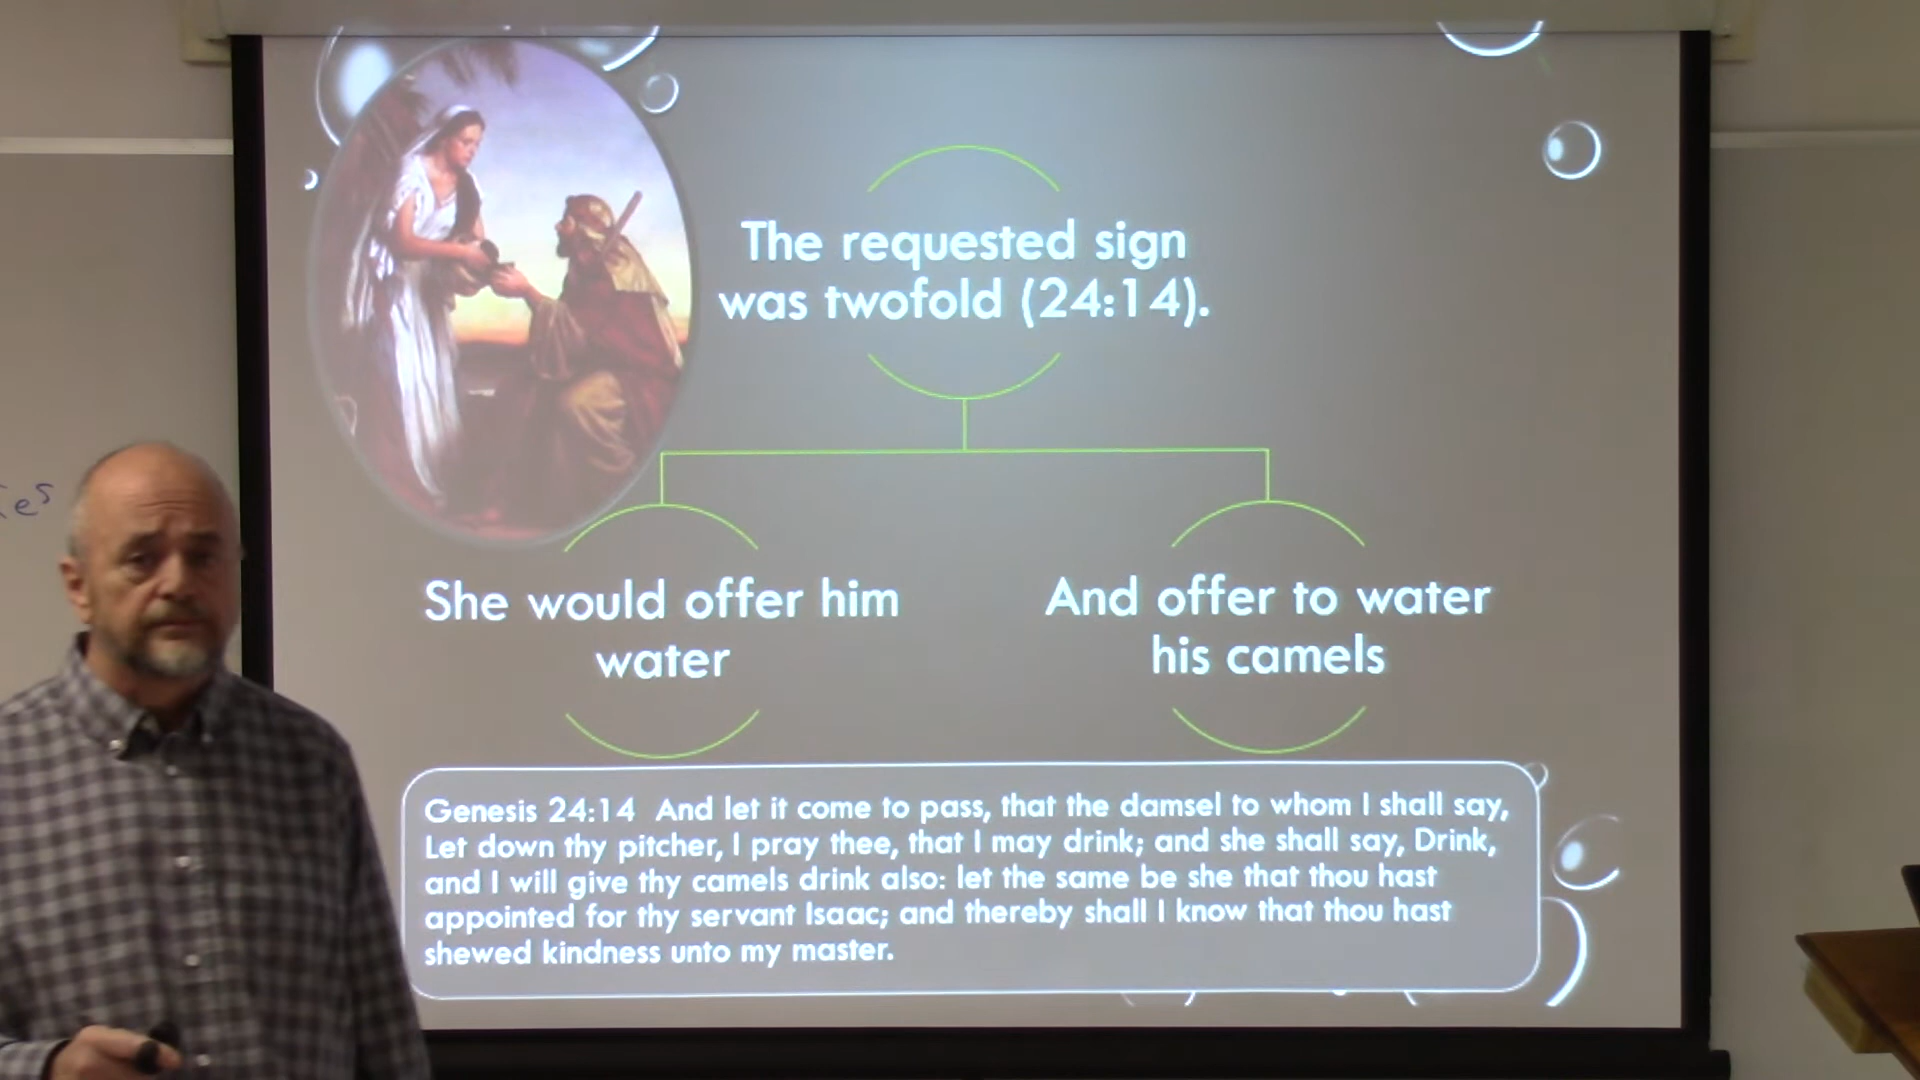 The requested sign
was twofold (24:14).
She would offer him
water
And offer to water
his camels
Genesis 24:14 And let it come to pass, that the damsel to whom I shall say,
Let down thy pitcher, I pray thee, that I may drink; and she shall say, Drink,
and I will give thy camels drink also: let the same be she that thou hast
appointed for thy servant Isaac; and thereby shall I know that thou hast
shewed kindness unto my master.